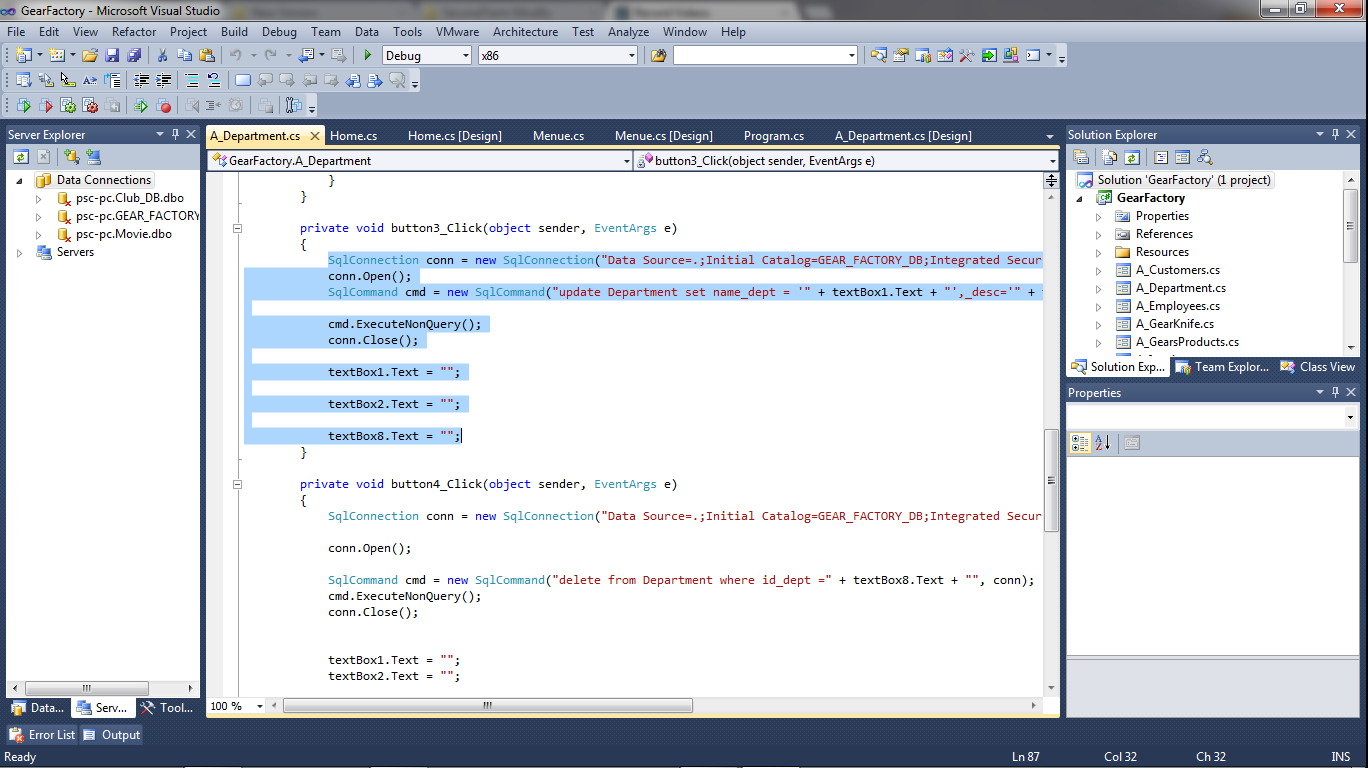 GearFactory - Microsoft Visual Studio
File Edit View Refactor Project Build Debug Team Data Tools VMware Architecture Test Analyze Window Help
Debug x86
Server Explorer
Data Connections
psc-pc.Club_DB.dbo
psc-pc.GEAR_FACTORY
psc-pc.Movie.dbo
Servers
Data... Serv... Tool...
A_Department.cs Home.cs Home.cs [Design] Menue.cs Menue.cs [Design] Program.cs A_Department.cs [Design]
GearFactory.A_Department button3_Click(object sender, EventArgs e)
}
}
private void button3_Click(object sender, EventArgs e)
{
SqlConnection conn = new SqlConnection("Data Source=.;Initial Catalog=GEAR_FACTORY_DB;Integrated Secur
conn.Open();
SqlCommand cmd = new SqlCommand("update Department set name_dept = '" + textBox1.Text + "',_desc='" +
cmd.ExecuteNonQuery();
conn.Close();
textBox1.Text = "";
textBox2.Text = "";
textBox8.Text = "";
}
private void button4_Click(object sender, EventArgs e)
{
SqlConnection conn = new SqlConnection("Data Source=.;Initial Catalog=GEAR_FACTORY_DB;Integrated Secur
conn.Open();
SqlCommand cmd = new SqlCommand("delete from Department where id_dept =" + textBox8.Text + "", conn);
cmd.ExecuteNonQuery();
conn.Close();
textBox1.Text = "";
textBox2.Text = "";
100 %
Solution Explorer
Solution 'GearFactory' (1 project)
GearFactory
Properties
References
Resources
A_Customers.cs
A_Department.cs
A_Employees.cs
A_GearKnife.cs
A_GearsProducts.cs
Solution Exp... Team Explor... Class View
Properties
Error List Output
Ready Ln 87 Col 32 Ch 32 INS